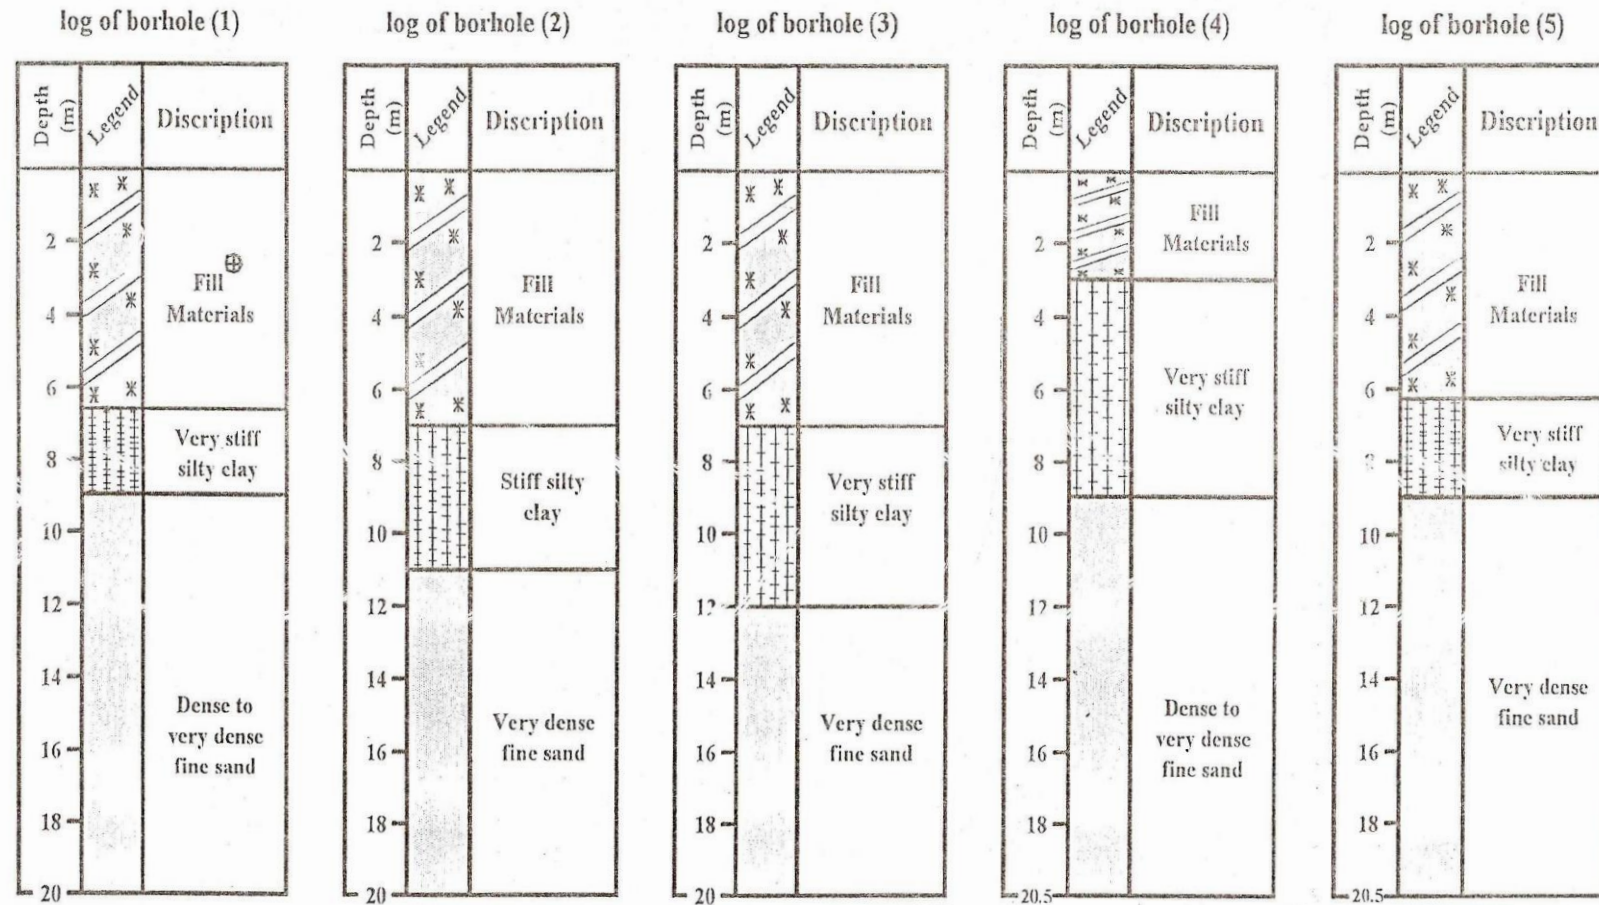 log of borhole (1)
Depth (m)
Legend
Discription
2
4
6
8
10
12
14
16
18
20
Fill
Materials
Very stiff
silty clay
Dense to
very dense
fine sand
log of borhole (2)
Depth (m)
Legend
Discription
2
4
6
8
10
12
14
16
18
20
Fill
Materials
Stiff silty
clay
Very dense
fine sand
log of borhole (3)
Depth (m)
Legend
Discription
2
4
6
8
10
12
14
16
18
20
Fill
Materials
Very stiff
silty clay
Very dense
fine sand
log of borhole (4)
Depth (m)
Legend
Discription
2
4
6
8
10
12
14
16
18
20.5
Fill
Materials
Very stiff
silty clay
Dense to
very dense
fine sand
log of borhole (5)
Depth (m)
Legend
Discription
2
4
6
8
10
12
14
16
18
20.5
Fill
Materials
Very stiff
silty clay
Very dense
fine sand